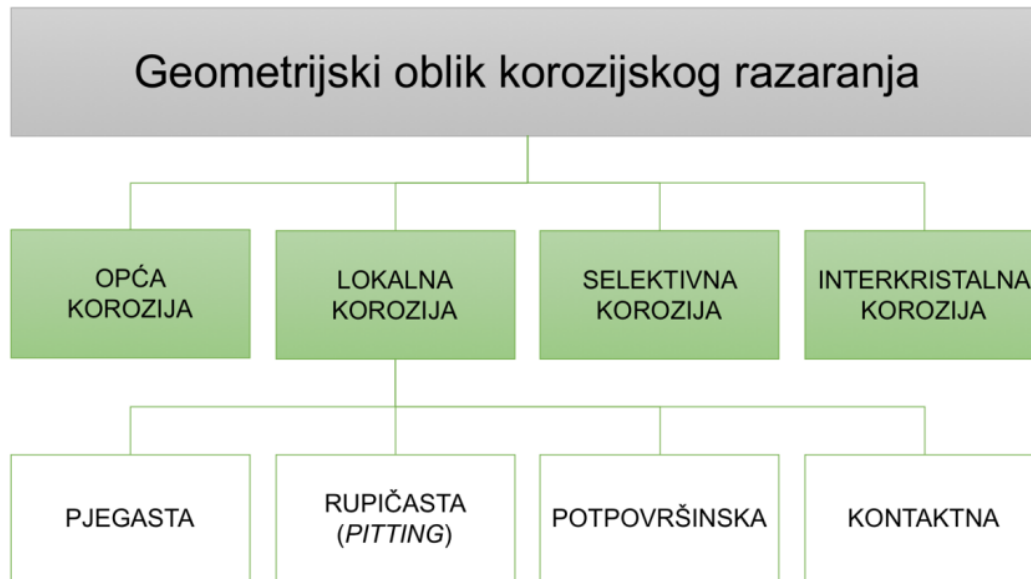 Geometrijski oblik korozijskog razaranja
OPĆA
KOROZIJA
LOKALNA
KOROZIJA
SELEKTIVNA
KOROZIJA
INTERKRISTALNA
KOROZIJA
PJEGASTA
RUPIČASTA
(PITTING)
POTPOVRŠINSKA
KONTAKTNA